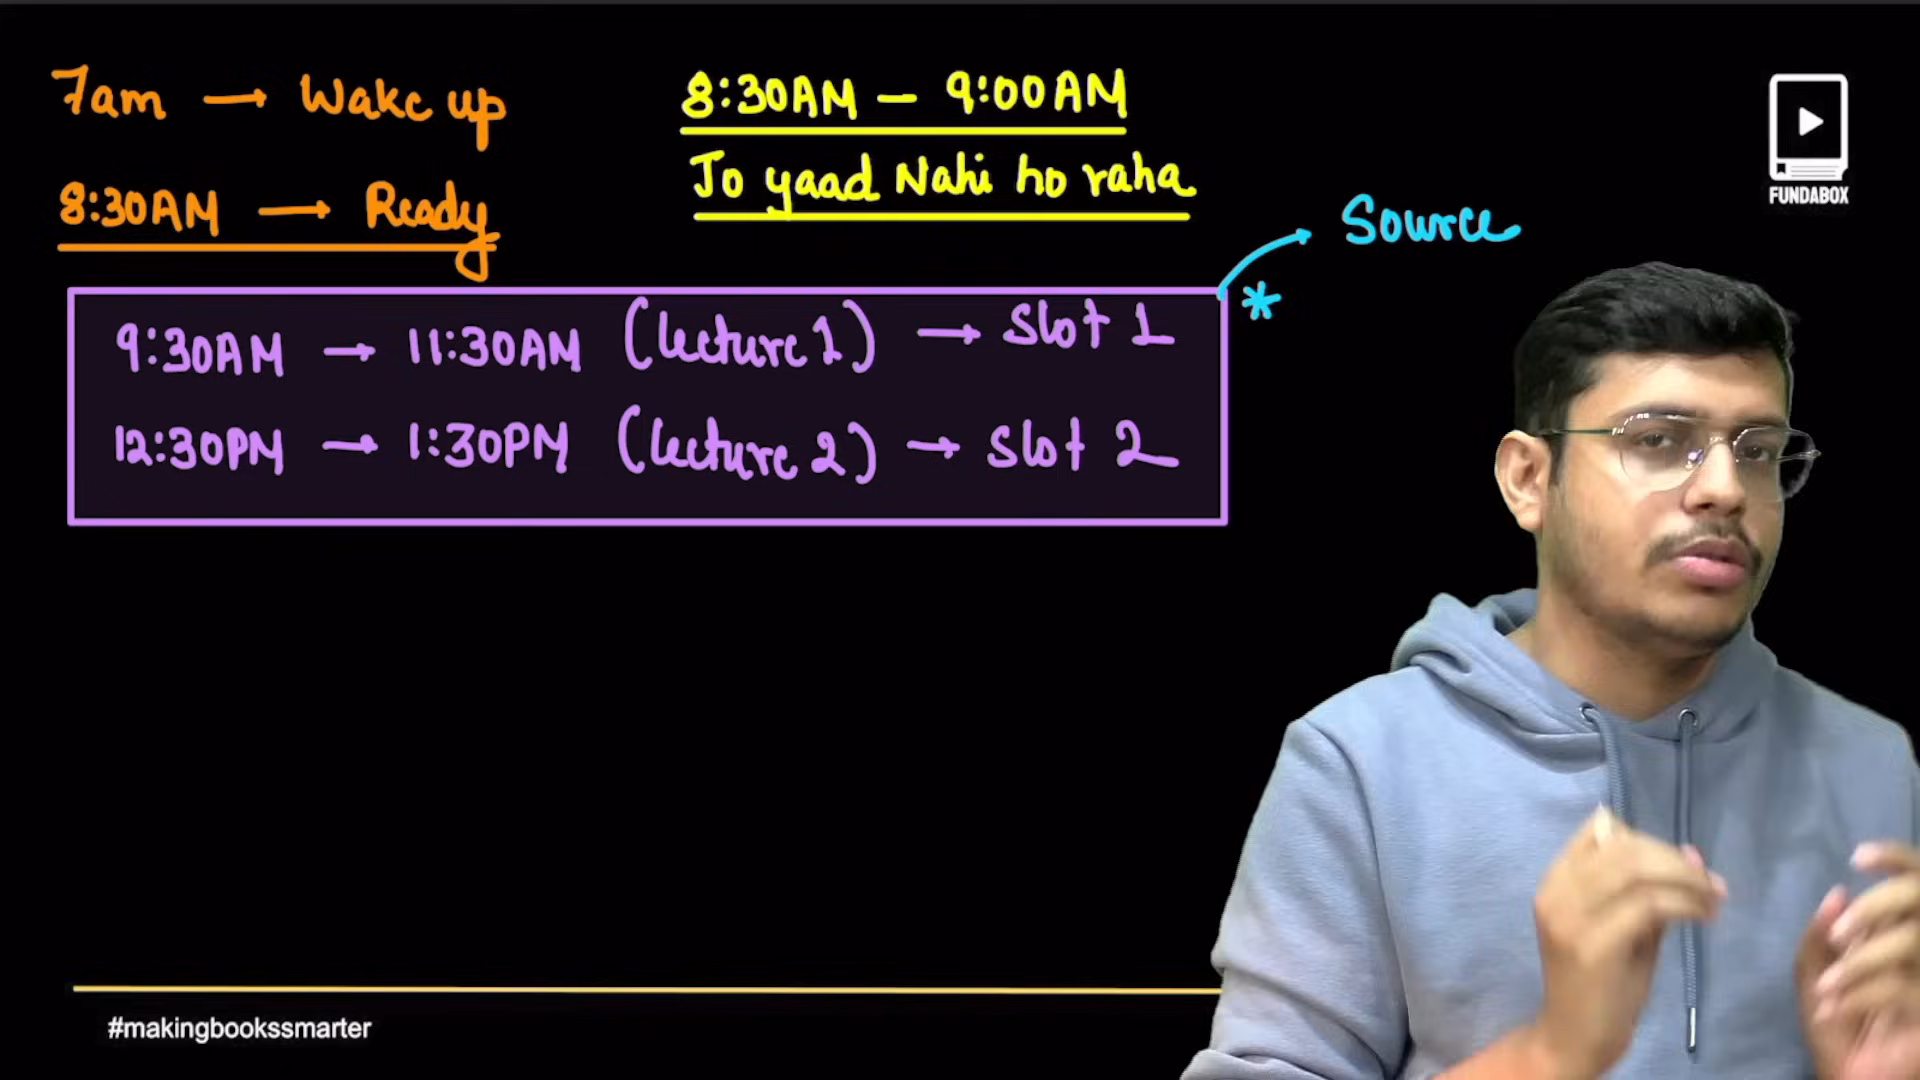 7am → Wake up
8:30AM → Ready
8:30AM – 9:00AM
Jo yaad Nahi ho raha
FUNDABOX
* → Source
9:30AM → 11:30AM (lecture 1) → Slot 1
12:30PM → 1:30PM (lecture 2) → Slot 2
#makingbookssmarter